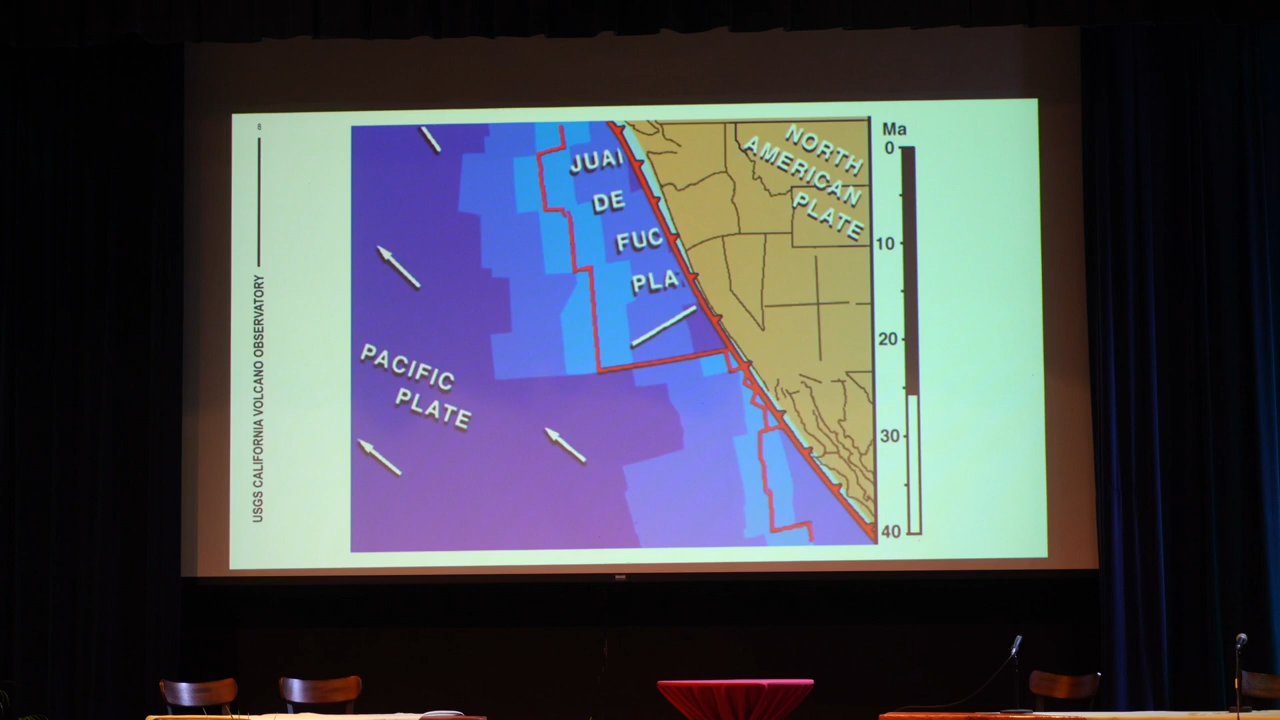 8
USGS CALIFORNIA VOLCANO OBSERVATORY
JUAI
DE
FUC
PLA
NORTH
AMERICAN
PLATE
PACIFIC
PLATE
Ma
0
10
20
30
40